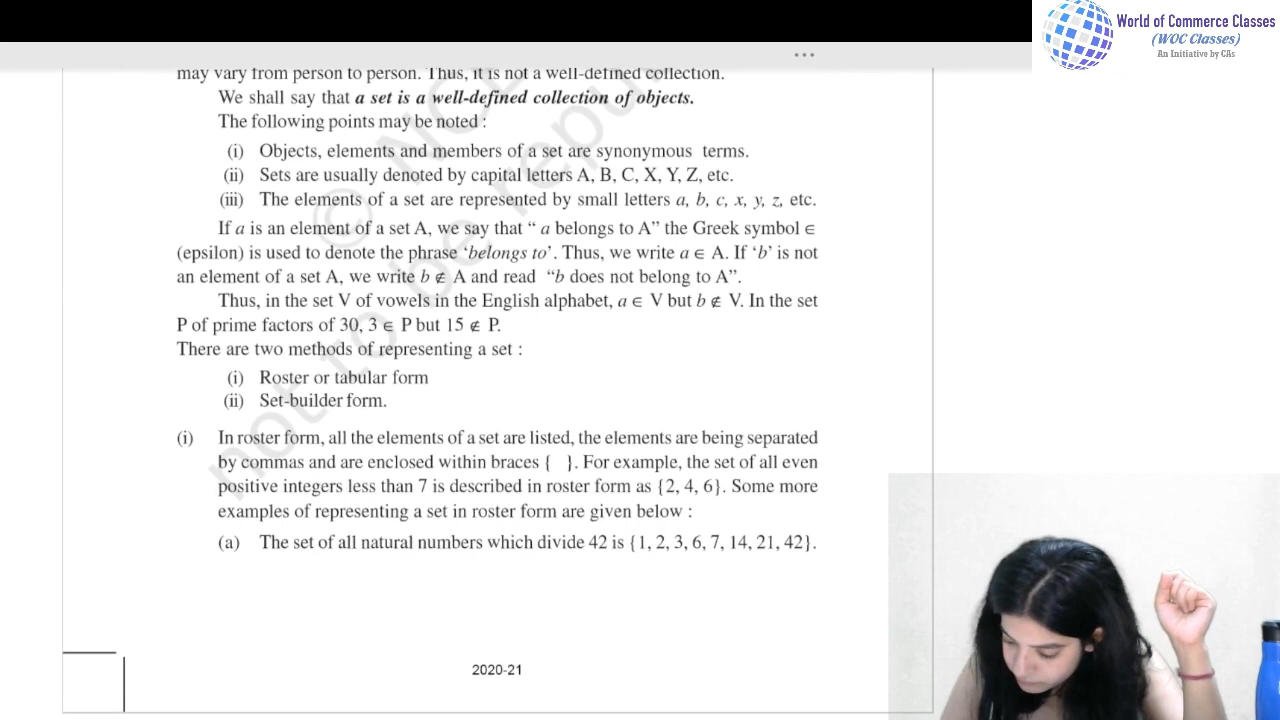 World of Commerce Classes
(WOC Classes)
An Initiative by CAs
may vary from person to person. Thus, it is not a well-defined collection.
We shall say that a set is a well-defined collection of objects.
The following points may be noted :
(i) Objects, elements and members of a set are synonymous terms.
(ii) Sets are usually denoted by capital letters A, B, C, X, Y, Z, etc.
(iii) The elements of a set are represented by small letters a, b, c, x, y, z, etc.
If a is an element of a set A, we say that “ a belongs to A” the Greek symbol ∈
(epsilon) is used to denote the phrase ‘belongs to’. Thus, we write a ∈ A. If ‘b’ is not
an element of a set A, we write b ∉ A and read “b does not belong to A”.
Thus, in the set V of vowels in the English alphabet, a ∈ V but b ∉ V. In the set
P of prime factors of 30, 3 ∈ P but 15 ∉ P.
There are two methods of representing a set :
(i) Roster or tabular form
(ii) Set-builder form.
(i) In roster form, all the elements of a set are listed, the elements are being separated
by commas and are enclosed within braces { }. For example, the set of all even
positive integers less than 7 is described in roster form as {2, 4, 6}. Some more
examples of representing a set in roster form are given below :
(a) The set of all natural numbers which divide 42 is {1, 2, 3, 6, 7, 14, 21, 42}.
2020-21
© NCE
not to be repu